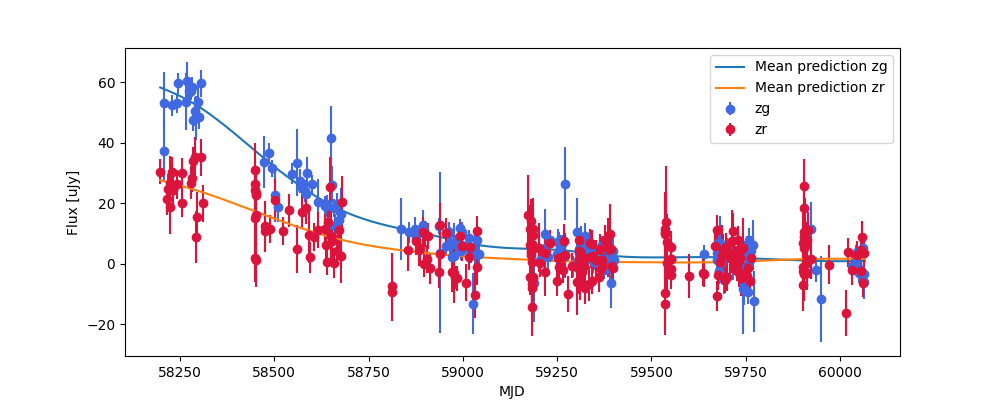 Mean prediction zg
Mean prediction zr
zg
zr
60
40
20
0
−20
Flux [uJy]
58250
58500
58750
59000
59250
59500
59750
60000
MJD